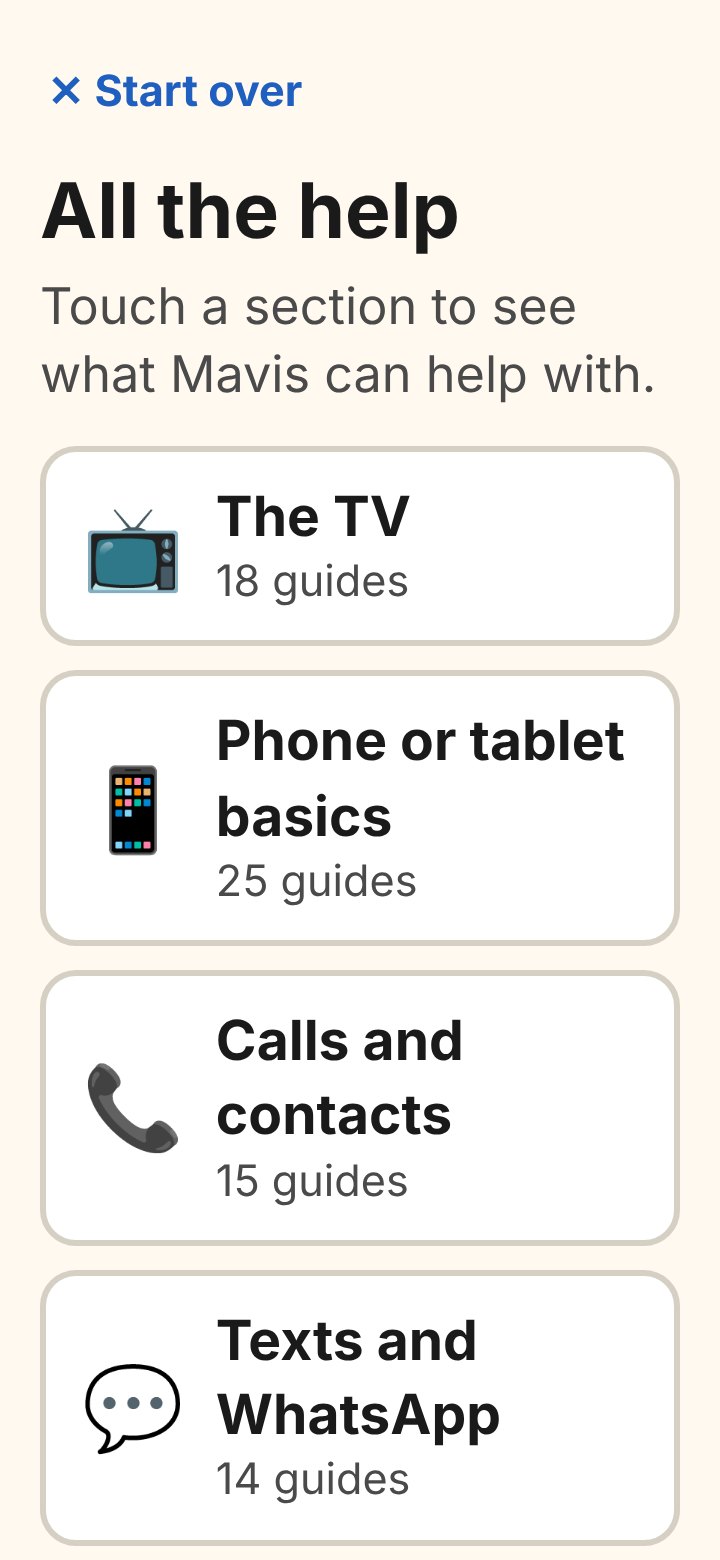 ✕ Start over
All the help
Touch a section to see
what Mavis can help with.
The TV
18 guides
Phone or tablet
basics
25 guides
Calls and
contacts
15 guides
Texts and
WhatsApp
14 guides